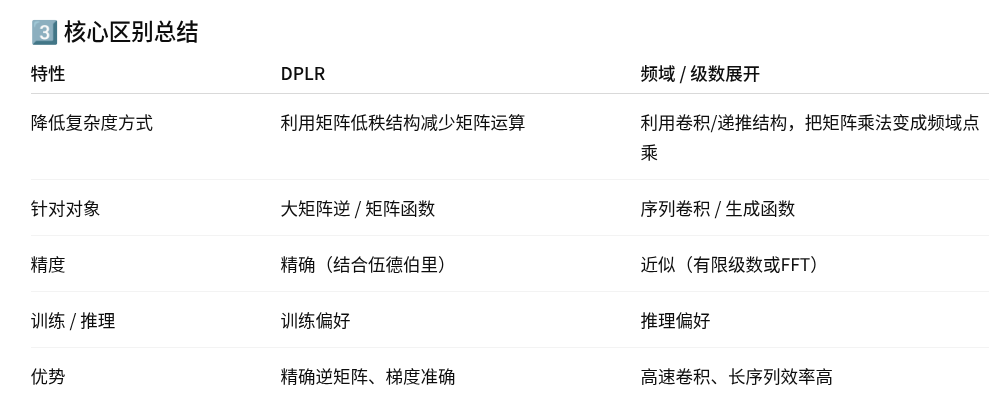 3️⃣ 核心区别总结
特性 DPLR 频域 / 级数展开
降低复杂度方式 利用矩阵低秩结构减少矩阵运算 利用卷积/递推结构，把矩阵乘法变成频域点
乘
针对对象 大矩阵逆 / 矩阵函数 序列卷积 / 生成函数
精度 精确（结合伍德伯里） 近似（有限级数或FFT）
训练 / 推理 训练偏好 推理偏好
优势 精确逆矩阵、梯度准确 高速卷积、长序列效率高